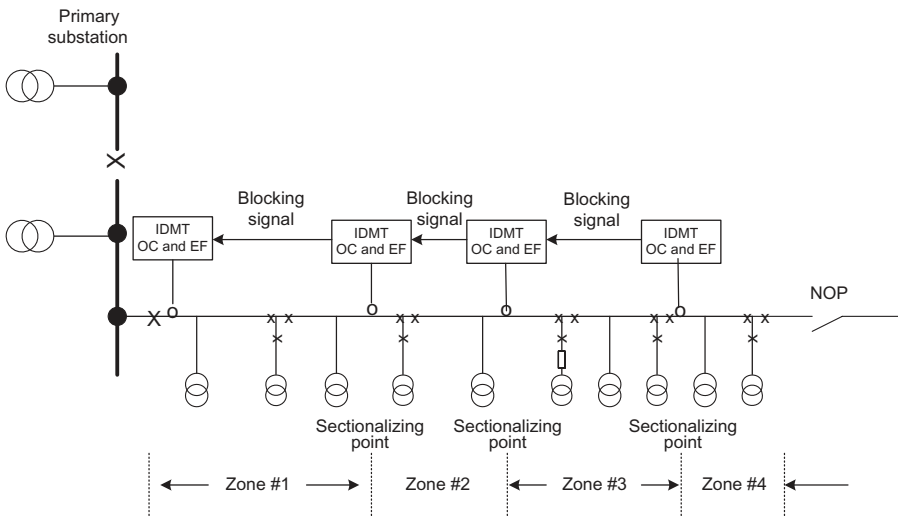 Primary
substation
X
Blocking
signal
Blocking
signal
Blocking
signal
IDMT
OC and EF
IDMT
OC and EF
IDMT
OC and EF
IDMT
OC and EF
NOP
X
x x
x
x x
x
x x
x
x x
x
x x
x
Sectionalizing
point
Sectionalizing
point
Sectionalizing
point
Zone #1
Zone #2
Zone #3
Zone #4